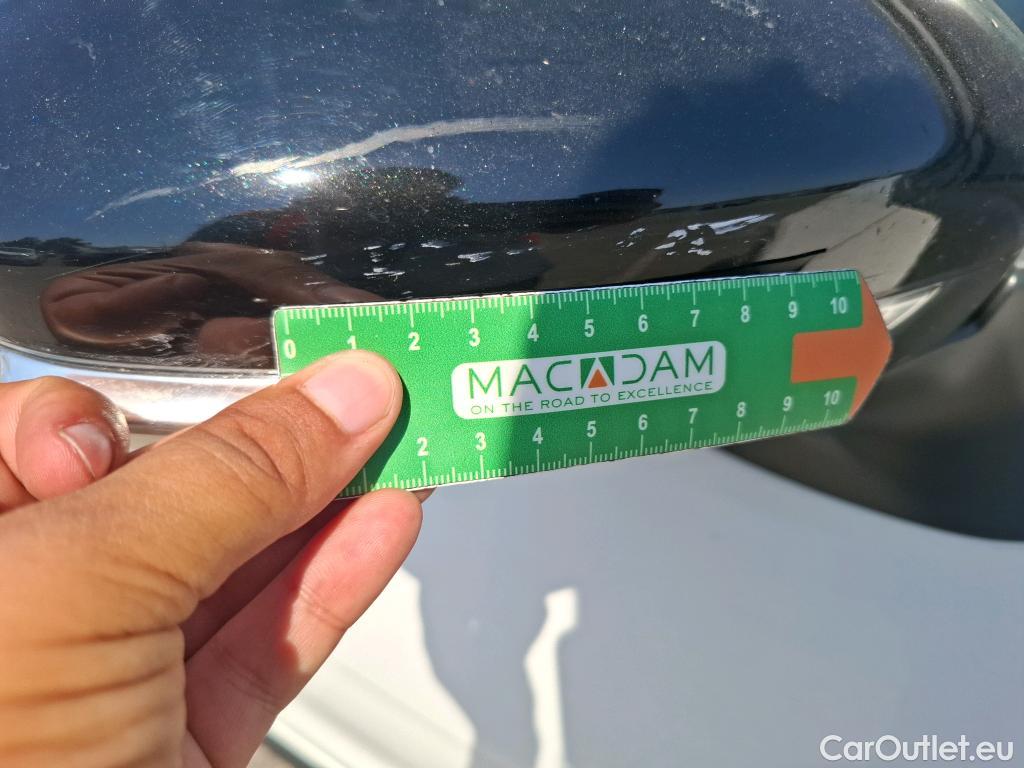 0 1 2 3 4 5 6 7 8 9 10
MACADAM
ON THE ROAD TO EXCELLENCE
2 3 4 5 6 7 8 9 10
CarOutlet.eu